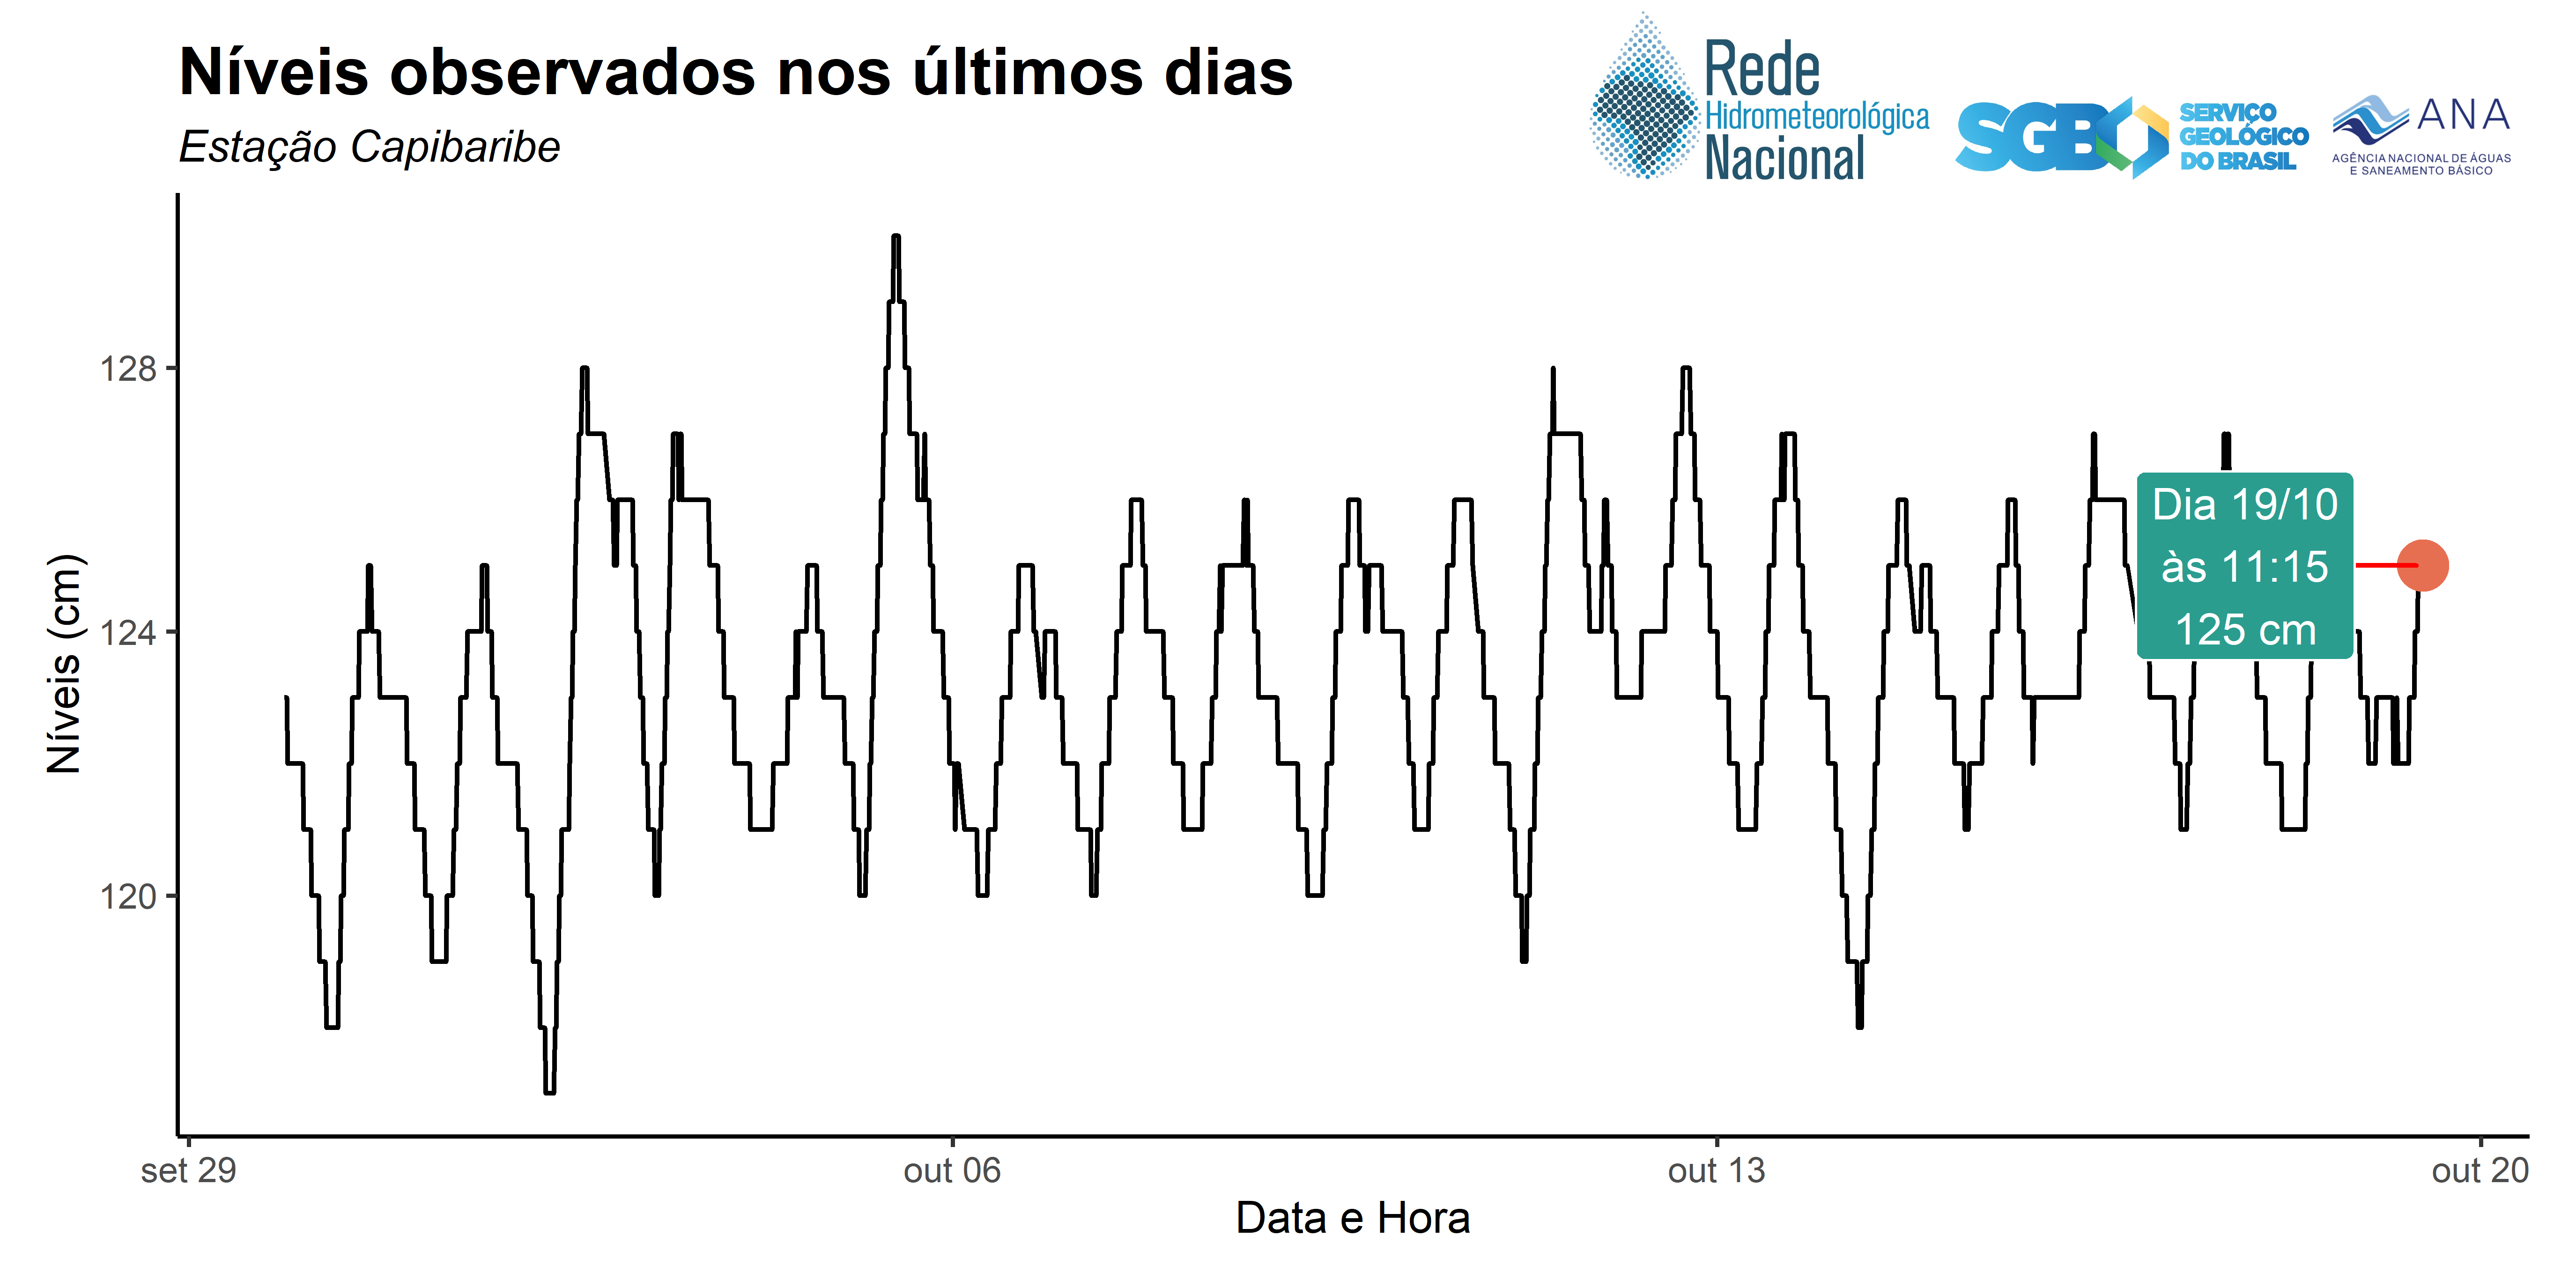 Níveis observados nos últimos dias
Estação Capibaribe
Rede
Hidrometeorológica
Nacional
SGB
SERVIÇO
GEOLÓGICO
DO BRASIL
ANA
AGÊNCIA NACIONAL DE ÁGUAS
E SANEAMENTO BÁSICO
Níveis (cm)
128
124
120
Dia 19/10
às 11:15
125 cm
set 29
out 06
out 13
out 20
Data e Hora